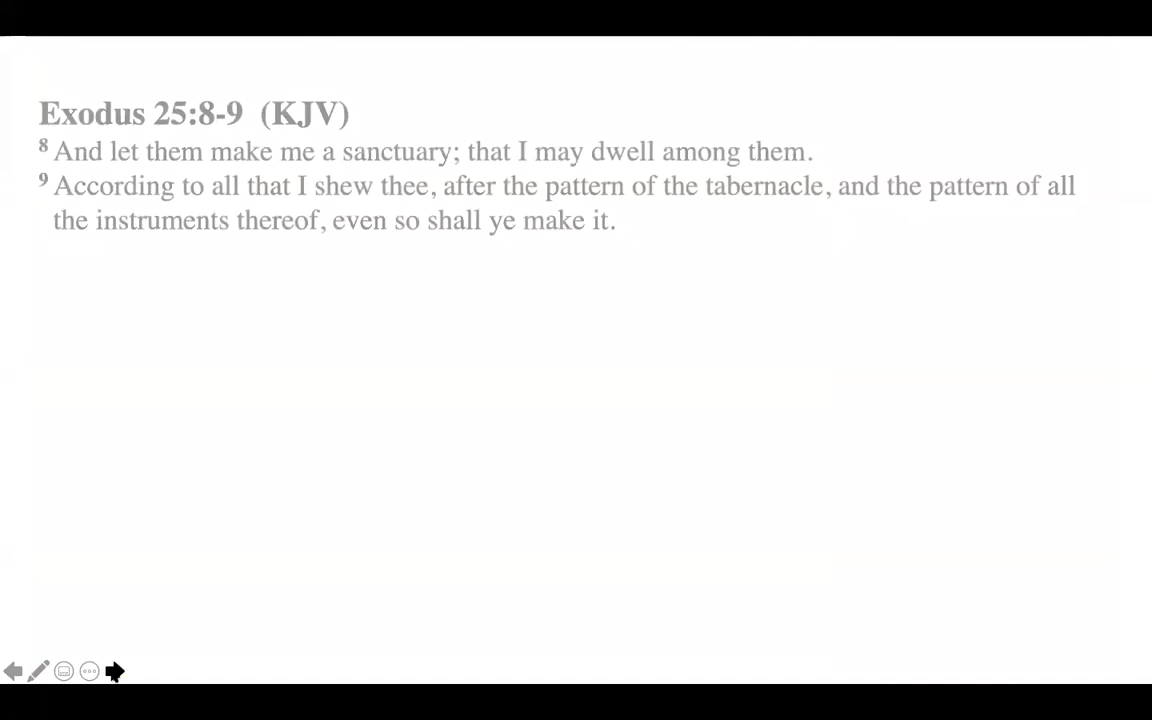 Exodus 25:8-9  (KJV)
8 And let them make me a sanctuary; that I may dwell among them.
9 According to all that I shew thee, after the pattern of the tabernacle, and the pattern of all
the instruments thereof, even so shall ye make it.